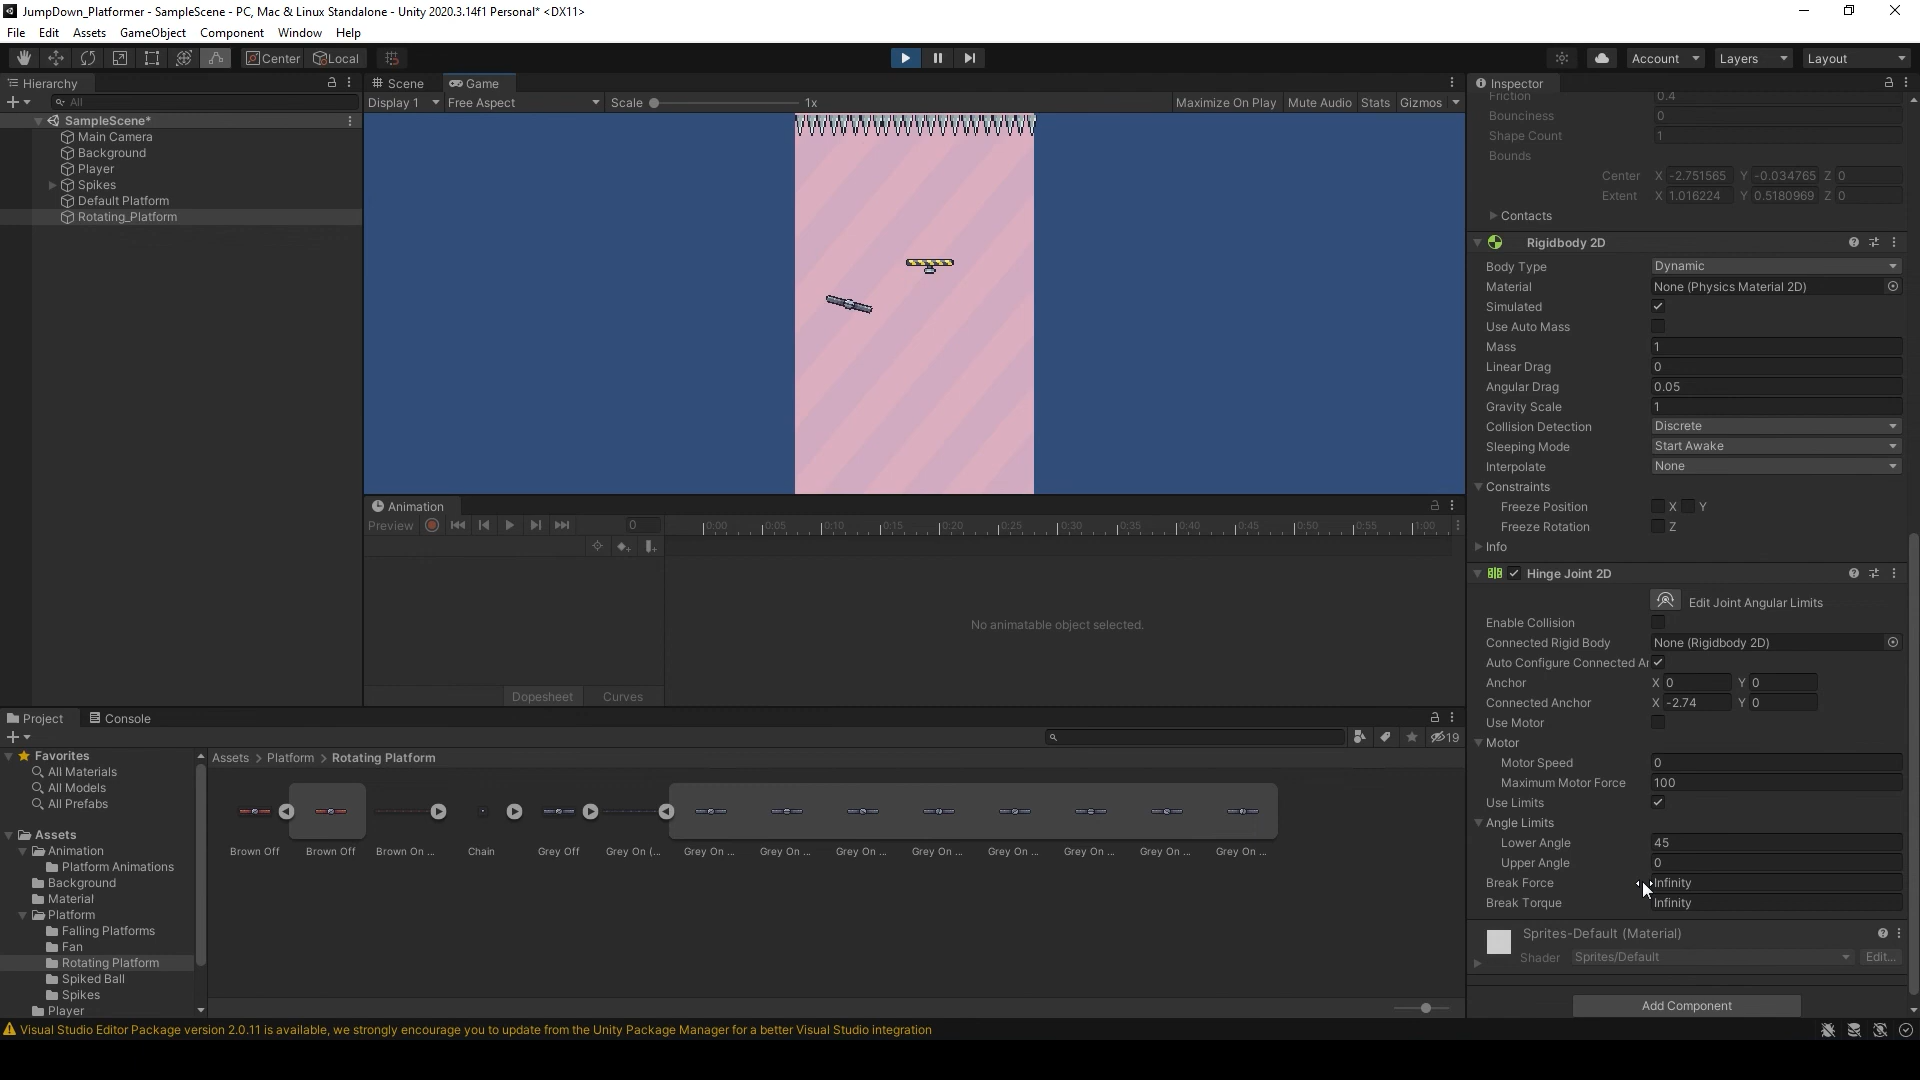 JumpDown_Platformer - SampleScene - PC, Mac & Linux Standalone - Unity 2020.3.14f1 Personal* <DX11>
File Edit Assets GameObject Component Window Help
Center Local Account Layers Layout
Hierarchy
All
SampleScene*
Main Camera
Background
Player
Spikes
Default Platform
Rotating_Platform
Scene Game
Display 1 Free Aspect Scale 1x Maximize On Play Mute Audio Stats Gizmos
Animation
Preview 0 0:00 0:05 0:10 0:15 0:20 0:25 0:30 0:35 0:40 0:45 0:50 0:55 1:00
No animatable object selected.
Dopesheet Curves
Project Console
19
Favorites
All Materials
All Models
All Prefabs
Assets
Animation
Platform Animations
Background
Material
Platform
Falling Platforms
Fan
Rotating Platform
Spiked Ball
Spikes
Player
Assets > Platform > Rotating Platform
Brown Off Brown Off Brown On ... Chain Grey Off Grey On (... Grey On ... Grey On ... Grey On ... Grey On ... Grey On ... Grey On ... Grey On ... Grey On ...
Inspector
Friction 0.4
Bounciness 0
Shape Count 1
Bounds
Center X -2.751565 Y -0.034765 Z 0
Extent X 1.016224 Y 0.5180969 Z 0
Contacts
Rigidbody 2D
Body Type Dynamic
Material None (Physics Material 2D)
Simulated
Use Auto Mass
Mass 1
Linear Drag 0
Angular Drag 0.05
Gravity Scale 1
Collision Detection Discrete
Sleeping Mode Start Awake
Interpolate None
Constraints
Freeze Position X Y
Freeze Rotation Z
Info
Hinge Joint 2D
Edit Joint Angular Limits
Enable Collision
Connected Rigid Body None (Rigidbody 2D)
Auto Configure Connected Ar
Anchor X 0 Y 0
Connected Anchor X -2.74 Y 0
Use Motor
Motor
Motor Speed 0
Maximum Motor Force 100
Use Limits
Angle Limits
Lower Angle 45
Upper Angle 0
Break Force Infinity
Break Torque Infinity
Sprites-Default (Material)
Shader Sprites/Default Edit...
Add Component
Visual Studio Editor Package version 2.0.11 is available, we strongly encourage you to update from the Unity Package Manager for a better Visual Studio integration